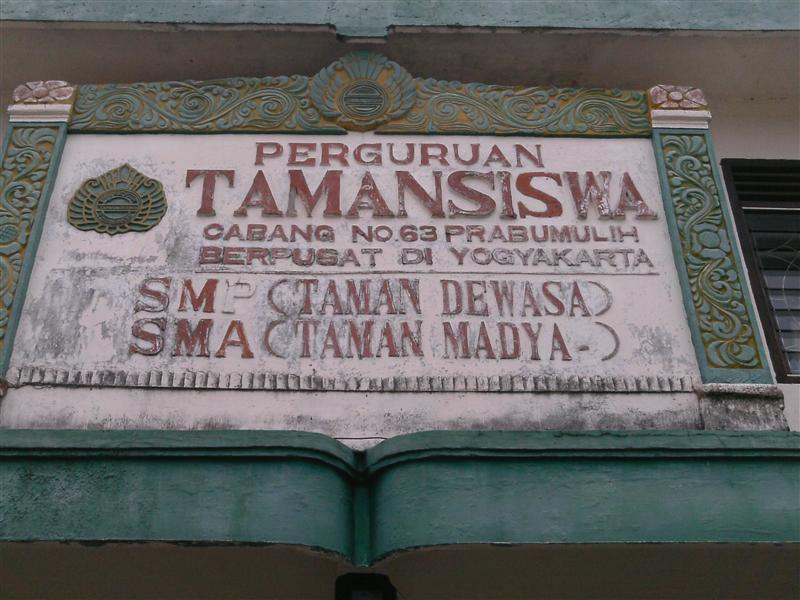 PERGURUAN
TAMANSISWA
CABANG NO.63 PRABUMULIH
BERPUSAT DI YOGYAKARTA
SMP (TAMAN DEWASA)
SMA (TAMAN MADYA-)